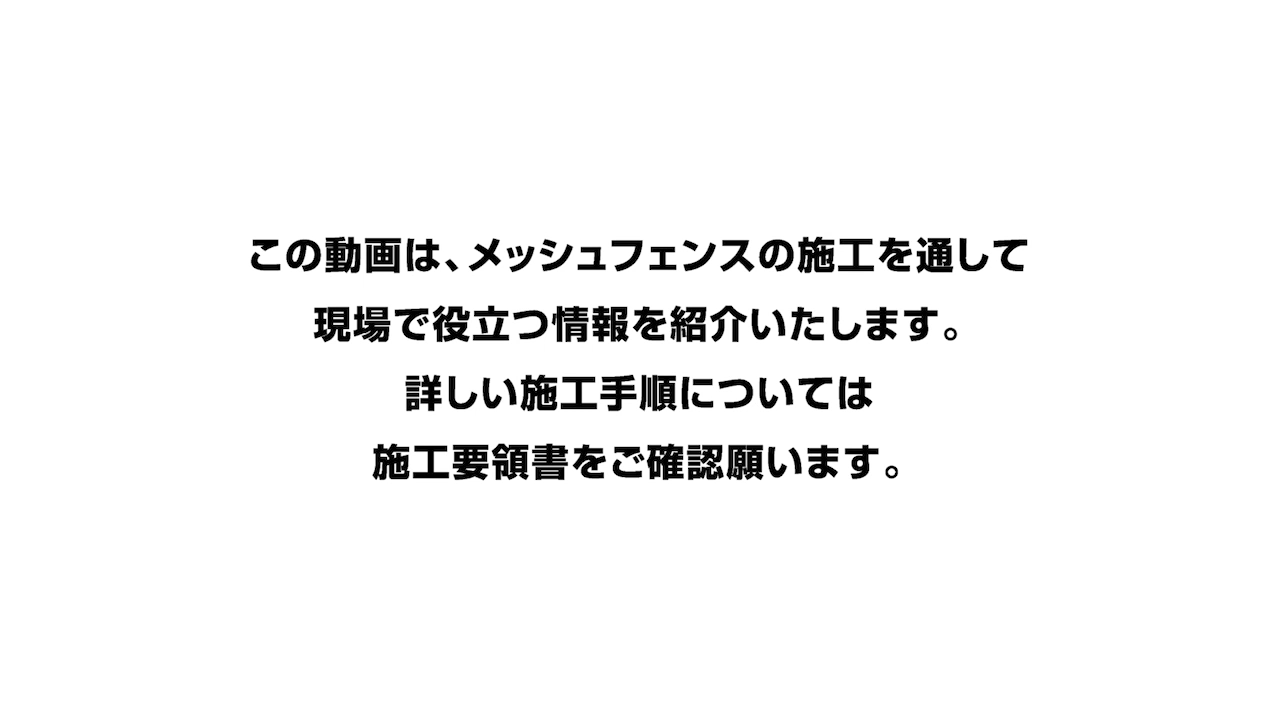 この動画は、メッシュフェンスの施工を通して
現場で役立つ情報を紹介いたします。
詳しい施工手順については
施工要領書をご確認願います。